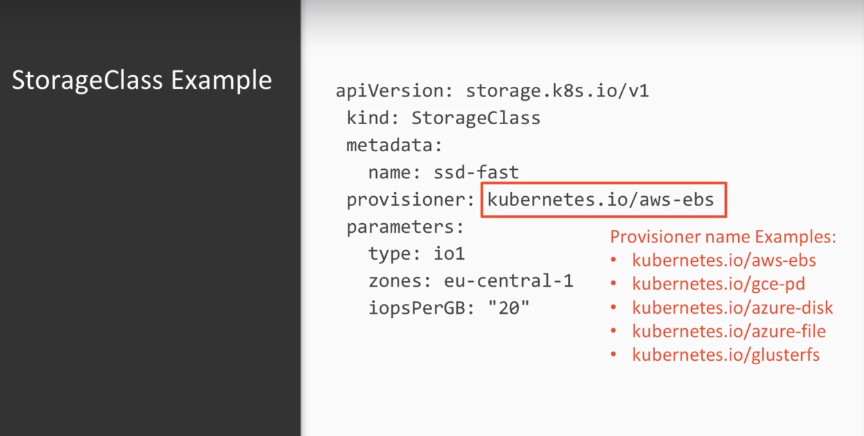 StorageClass Example
apiVersion: storage.k8s.io/v1
kind: StorageClass
metadata:
name: ssd-fast
provisioner: kubernetes.io/aws-ebs
parameters:
type: io1
zones: eu-central-1
iopsPerGB: "20"
Provisioner name Examples:
• kubernetes.io/aws-ebs
• kubernetes.io/gce-pd
• kubernetes.io/azure-disk
• kubernetes.io/azure-file
• kubernetes.io/glusterfs